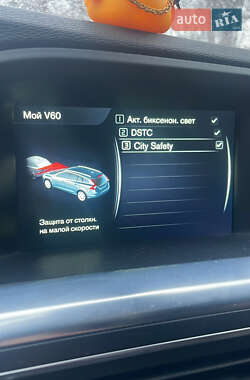 auto
RIA
.com
Мой V60
1 Акт. биксенон. свет
2 DSTC
3 City Safety
Защита от столкн.
на малой скорости